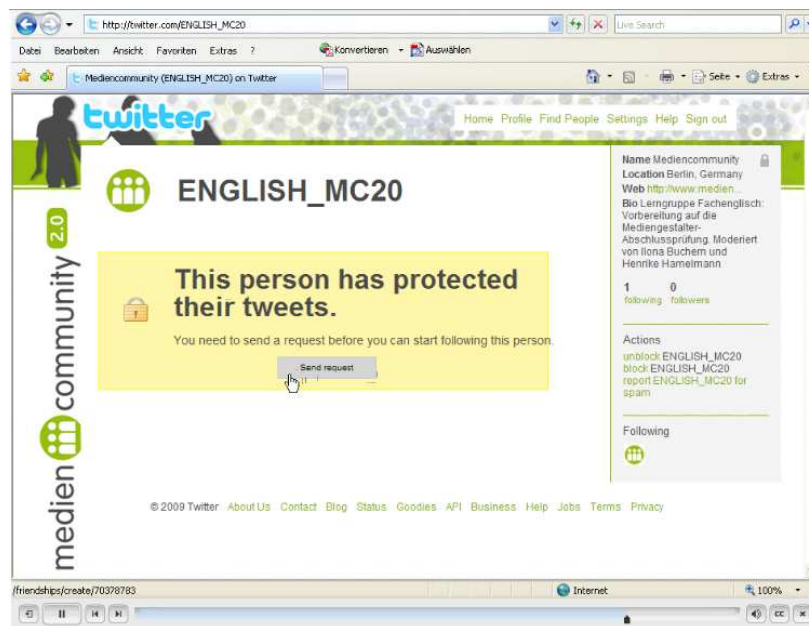 http://twitter.com/ENGLISH_MC20
Live Search
Datei Bearbeiten Ansicht Favoriten Extras ?
Konvertieren Auswählen
Mediencommunity (ENGLISH_MC20) on Twitter
Seite Extras
twitter
Home Profile Find People Settings Help Sign out
ENGLISH_MC20
This person has protected
their tweets.
You need to send a request before you can start following this person.
Send request
Name Mediencommunity
Location Berlin, Germany
Web http://www.medien...
Bio Lerngruppe Fachenglisch:
Vorbereitung auf die
Mediengestalter-
Abschlussprüfung. Moderiert
von Ilona Buchem und
Henrike Hamelmann
1 0
following followers
Actions
unblock ENGLISH_MC20
block ENGLISH_MC20
report ENGLISH_MC20 for
spam
Following
medien community 2.0
© 2009 Twitter About Us Contact Blog Status Goodies API Business Help Jobs Terms Privacy
/friendships/create/70378783
Internet
100%
CC